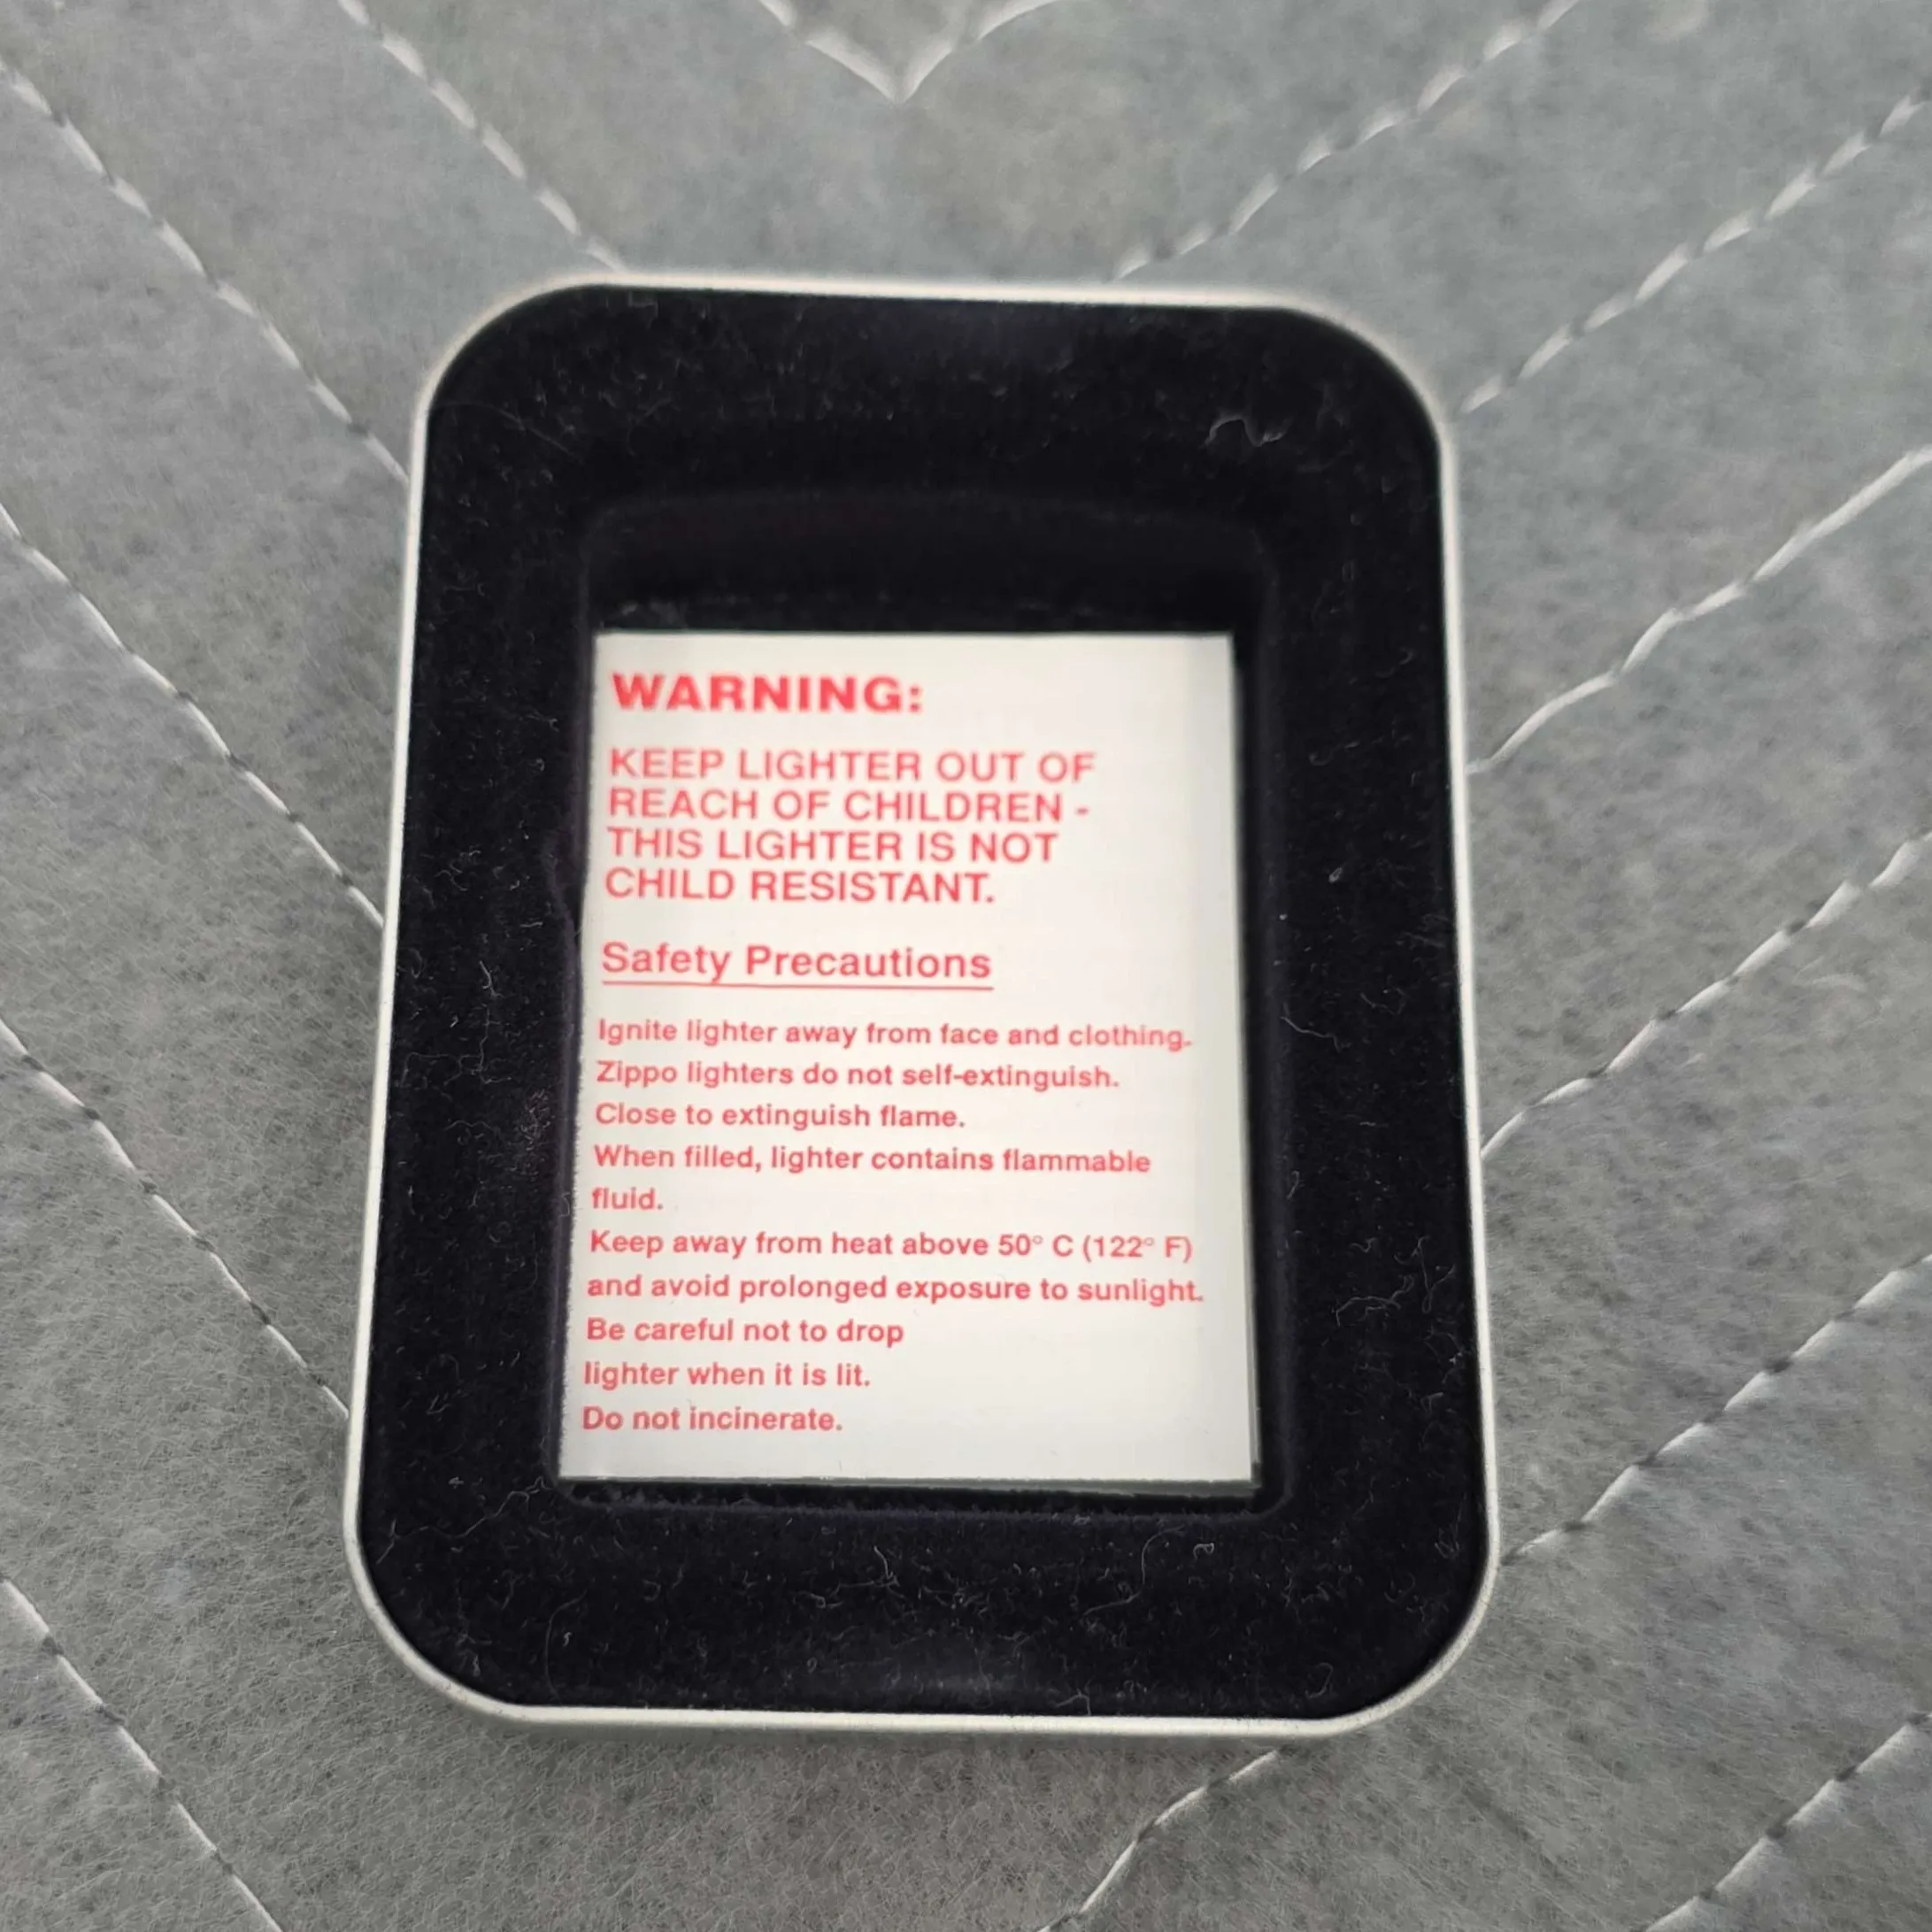 WARNING:
KEEP LIGHTER OUT OF
REACH OF CHILDREN -
THIS LIGHTER IS NOT
CHILD RESISTANT.
Safety Precautions
Ignite lighter away from face and clothing.
Zippo lighters do not self-extinguish.
Close to extinguish flame.
When filled, lighter contains flammable
fluid.
Keep away from heat above 50° C (122° F)
and avoid prolonged exposure to sunlight.
Be careful not to drop
lighter when it is lit.
Do not incinerate.